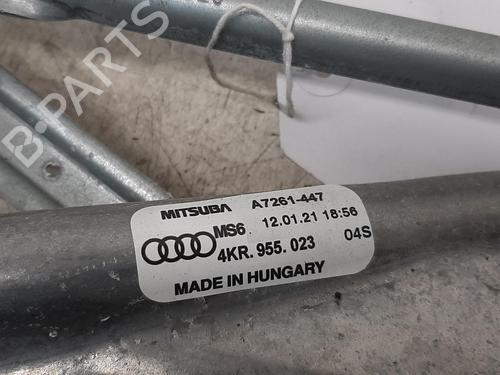 B-PARTS
MITSUBA A7261-447
MS6 12.01.21 18:56
4KR. 955. 023 04S
MADE IN HUNGARY